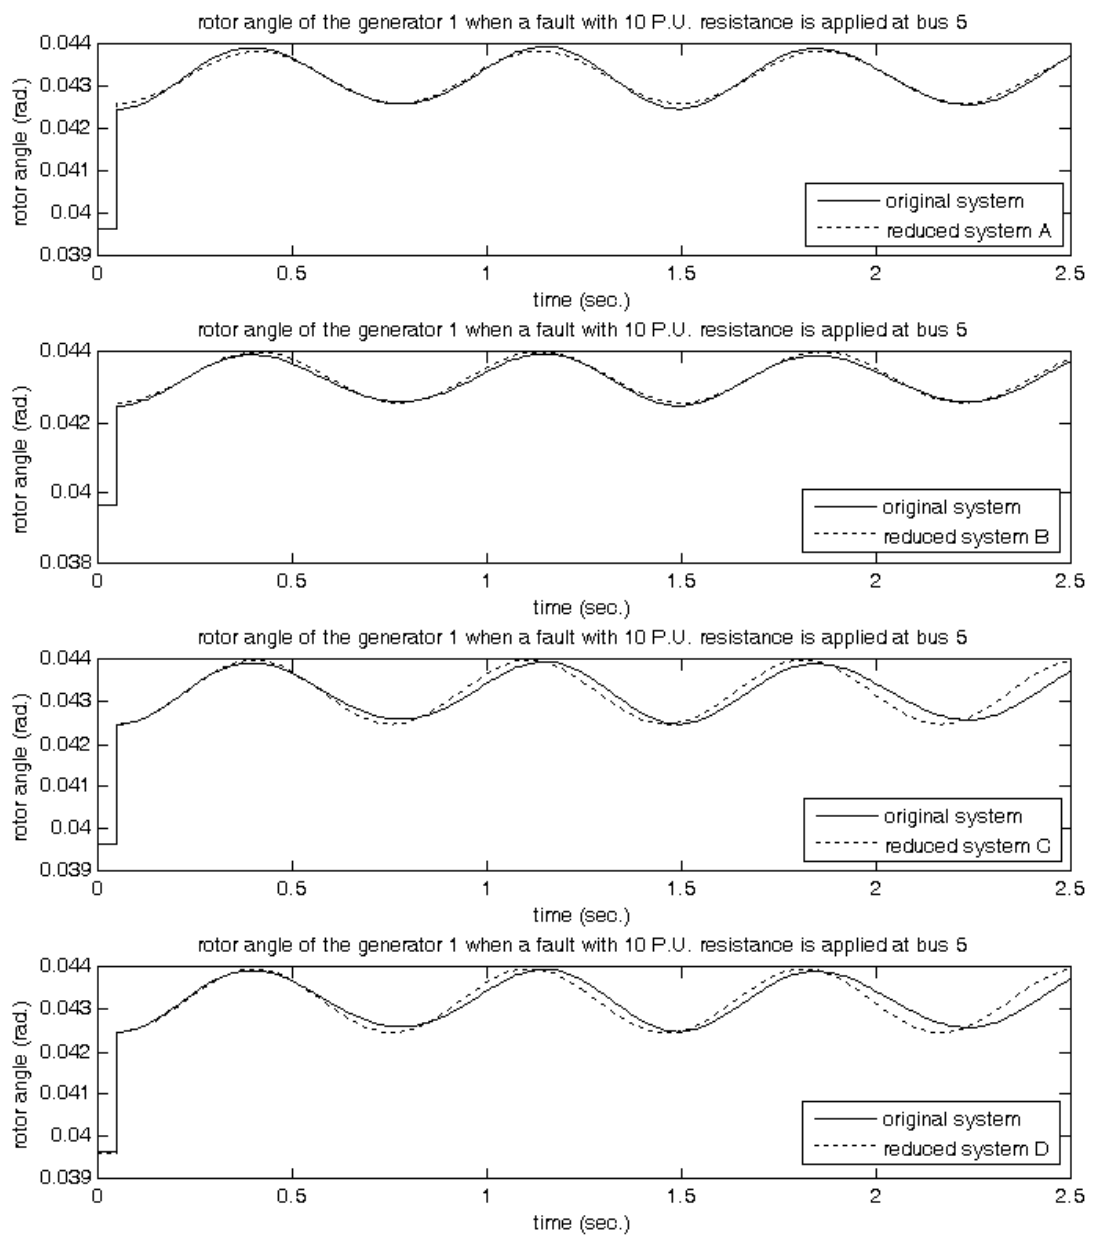 rotor angle of the generator 1 when a fault with 10 P.U. resistance is applied at bus 5
0.044
0.043
0.042
0.041
0.04
0.039
rotor angle (rad.)
original system
reduced system A
0 0.5 1 1.5 2 2.5
time (sec.)
rotor angle of the generator 1 when a fault with 10 P.U. resistance is applied at bus 5
0.044
0.042
0.04
0.038
rotor angle (rad.)
original system
reduced system B
0 0.5 1 1.5 2 2.5
time (sec.)
rotor angle of the generator 1 when a fault with 10 P.U. resistance is applied at bus 5
0.044
0.043
0.042
0.041
0.04
0.039
rotor angle (rad.)
original system
reduced system C
0 0.5 1 1.5 2 2.5
time (sec.)
rotor angle of the generator 1 when a fault with 10 P.U. resistance is applied at bus 5
0.044
0.043
0.042
0.041
0.04
0.039
rotor angle (rad.)
original system
reduced system D
0 0.5 1 1.5 2 2.5
time (sec.)